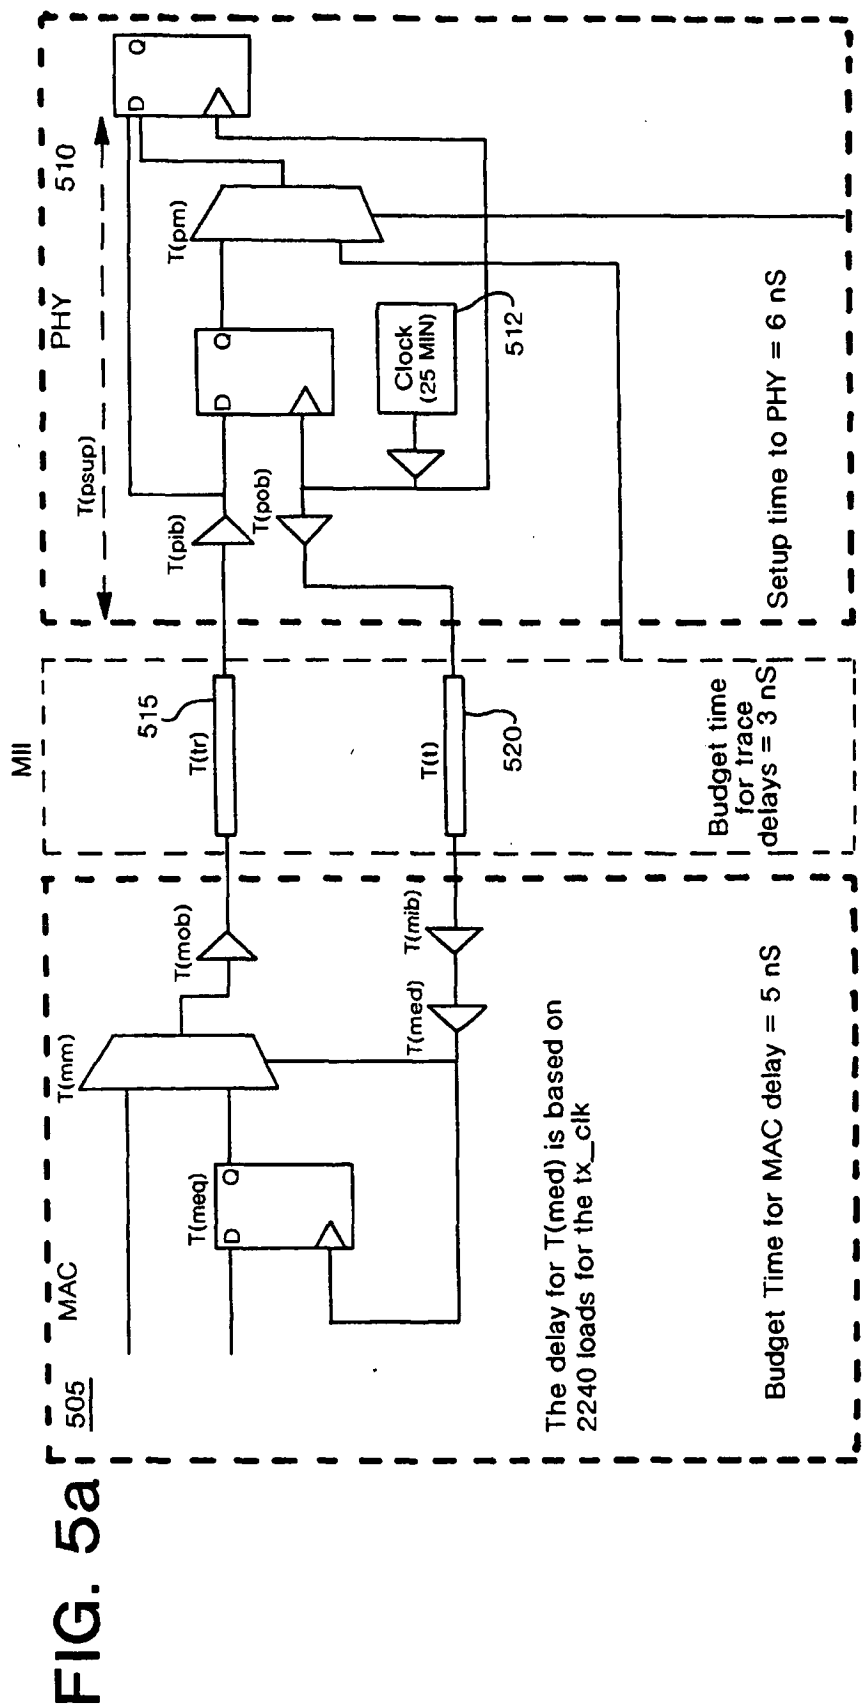 FIG. 5a
505
MAC
T(mm)
T(mob)
T(meq)
D
Q
T(med)
T(mib)
The delay for T(med) is based on
2240 loads for the tx_clk
Budget Time for MAC delay = 5 nS
MII
515
T(tr)
T(t)
520
Budget time
for trace
delays = 3 nS
PHY
510
T(psup)
T(pib)
T(pob)
D
Q
T(pm)
D
Q
Clock
(25 MIN)
512
Setup time to PHY = 6 nS